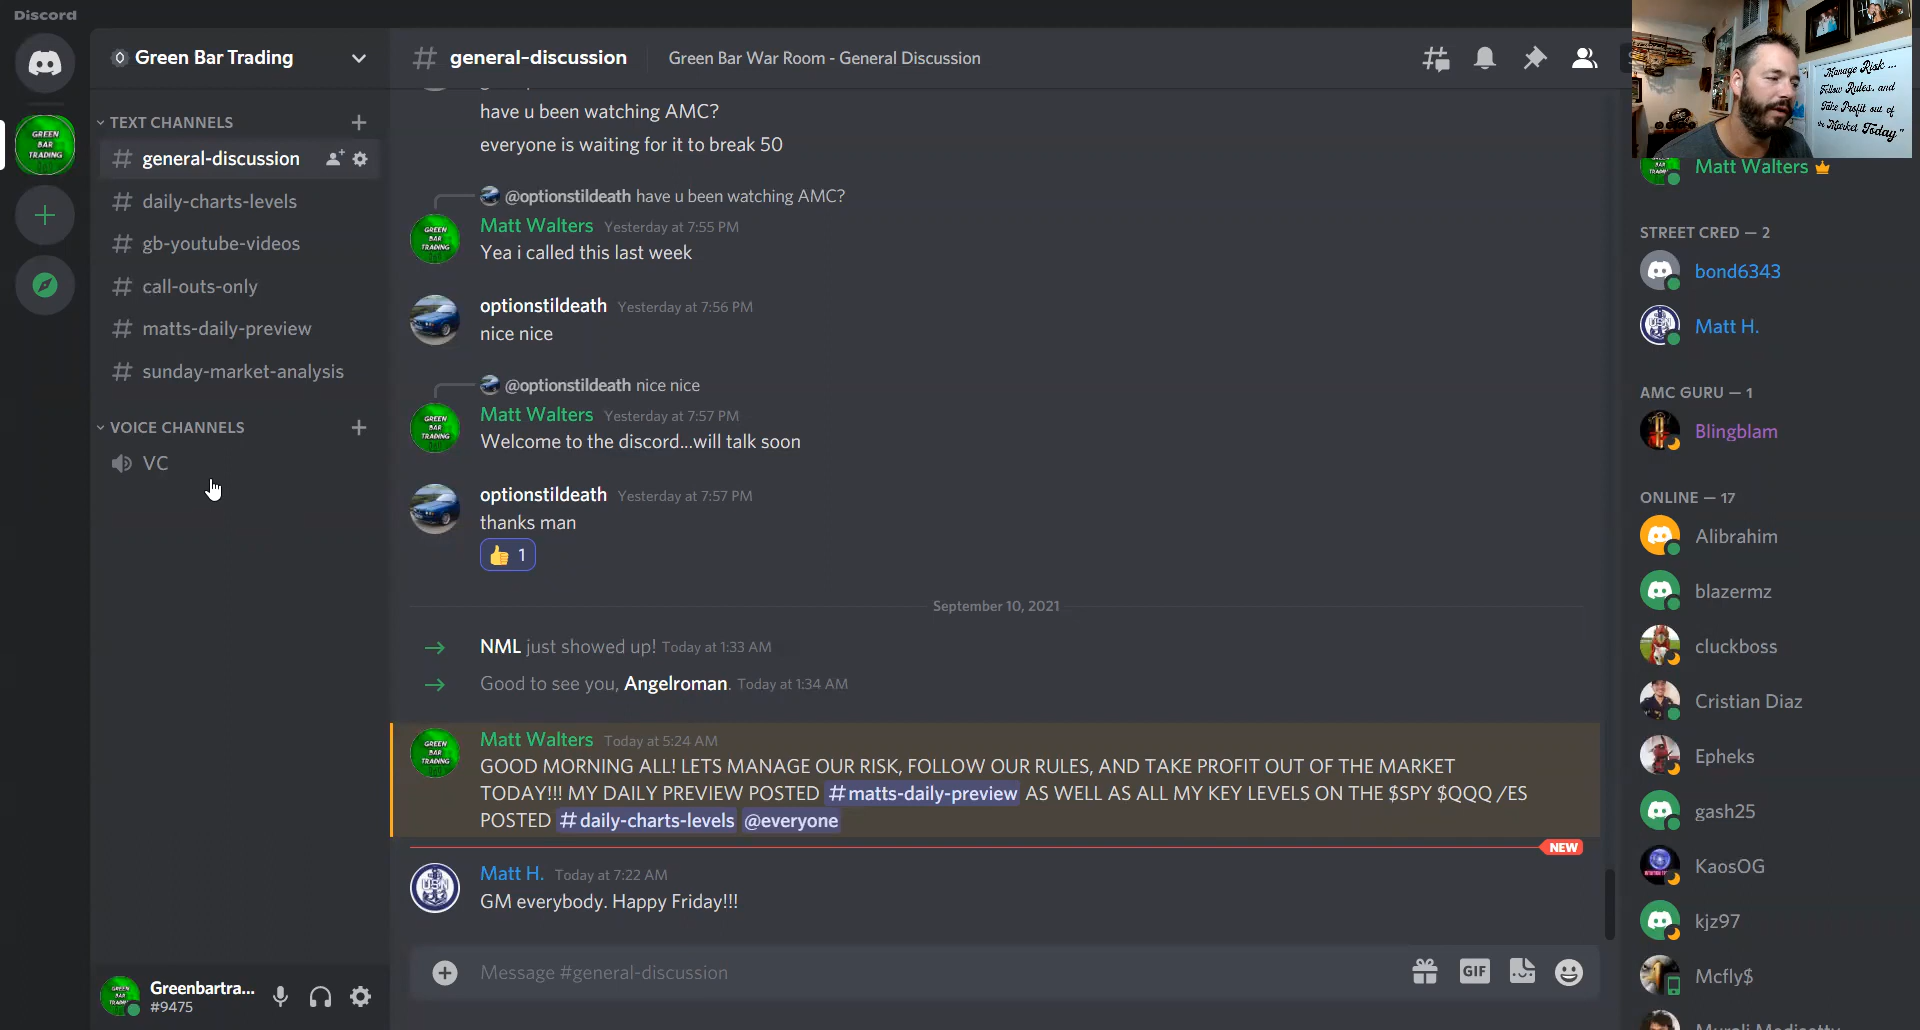 Discord
Green Bar Trading
general-discussion
Green Bar War Room - General Discussion
TEXT CHANNELS
general-discussion
daily-charts-levels
gb-youtube-videos
call-outs-only
matts-daily-preview
sunday-market-analysis
VOICE CHANNELS
VC
GREEN
BAR
TRADING
have u been watching AMC?
everyone is waiting for it to break 50
@optionstildeath have u been watching AMC?
Matt Walters Yesterday at 7:55 PM
Yea i called this last week
optionstildeath Yesterday at 7:56 PM
nice nice
@optionstildeath nice nice
Matt Walters Yesterday at 7:57 PM
Welcome to the discord...will talk soon
optionstildeath Yesterday at 7:57 PM
thanks man
👍 1
September 10, 2021
NML just showed up! Today at 1:33 AM
Good to see you, Angelroman. Today at 1:34 AM
Matt Walters Today at 5:24 AM
GOOD MORNING ALL! LETS MANAGE OUR RISK, FOLLOW OUR RULES, AND TAKE PROFIT OUT OF THE MARKET
TODAY!!! MY DAILY PREVIEW POSTED #matts-daily-preview AS WELL AS ALL MY KEY LEVELS ON THE $SPY $QQQ /ES
POSTED #daily-charts-levels @everyone
NEW
Matt H. Today at 7:22 AM
GM everybody. Happy Friday!!!
Message #general-discussion
GIF
Greenbartra...
#9475
Manage Risk ...
Follow Rules, and
Take Profit out of
the Market Today"
Matt Walters
STREET CRED — 2
bond6343
Matt H.
AMC GURU — 1
Blingblam
ONLINE — 17
Alibrahim
blazermz
cluckboss
Cristian Diaz
Epheks
gash25
KaosOG
kjz97
Mcfly$